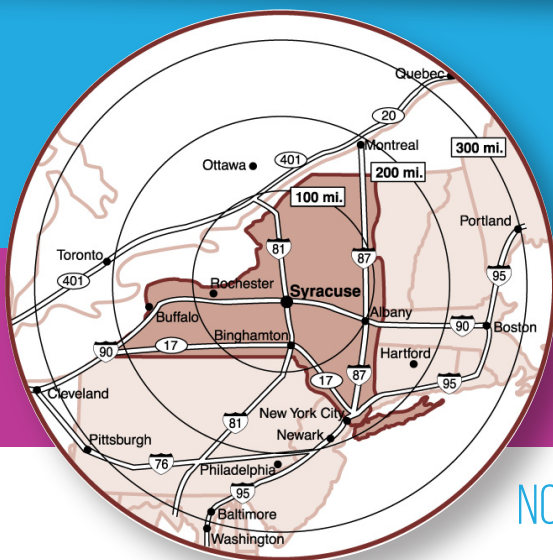 Quebec
20
Montreal
300 mi.
Ottawa
401
200 mi.
100 mi.
Portland
81
87
Toronto
95
401
Rochester
Syracuse
Buffalo
Albany
90
Boston
Binghamton
90
17
Hartford
17
87
95
Cleveland
New York City
81
Newark
Pittsburgh
76
Philadelphia
95
Baltimore
Washington